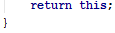 return this;
}